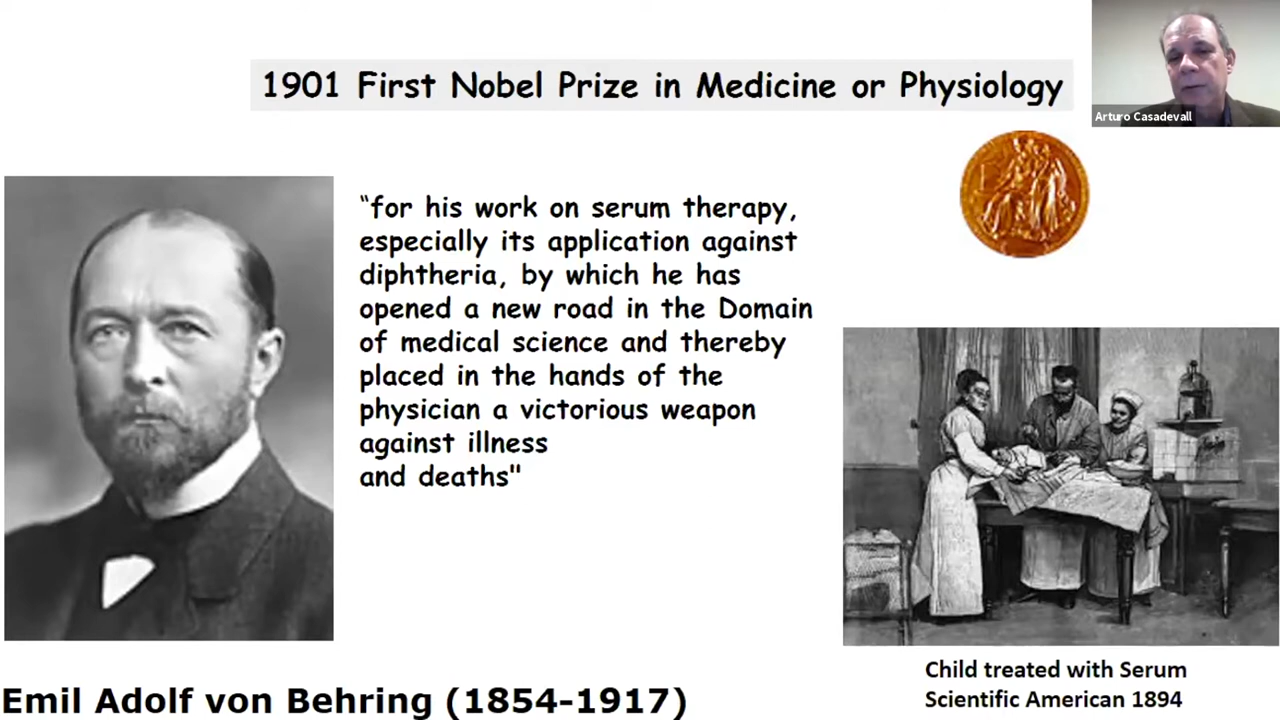 1901 First Nobel Prize in Medicine or Physiology
Arturo Casadevall
“for his work on serum therapy,
especially its application against
diphtheria, by which he has
opened a new road in the Domain
of medical science and thereby
placed in the hands of the
physician a victorious weapon
against illness
and deaths"
Child treated with Serum
Scientific American 1894
Emil Adolf von Behring (1854-1917)